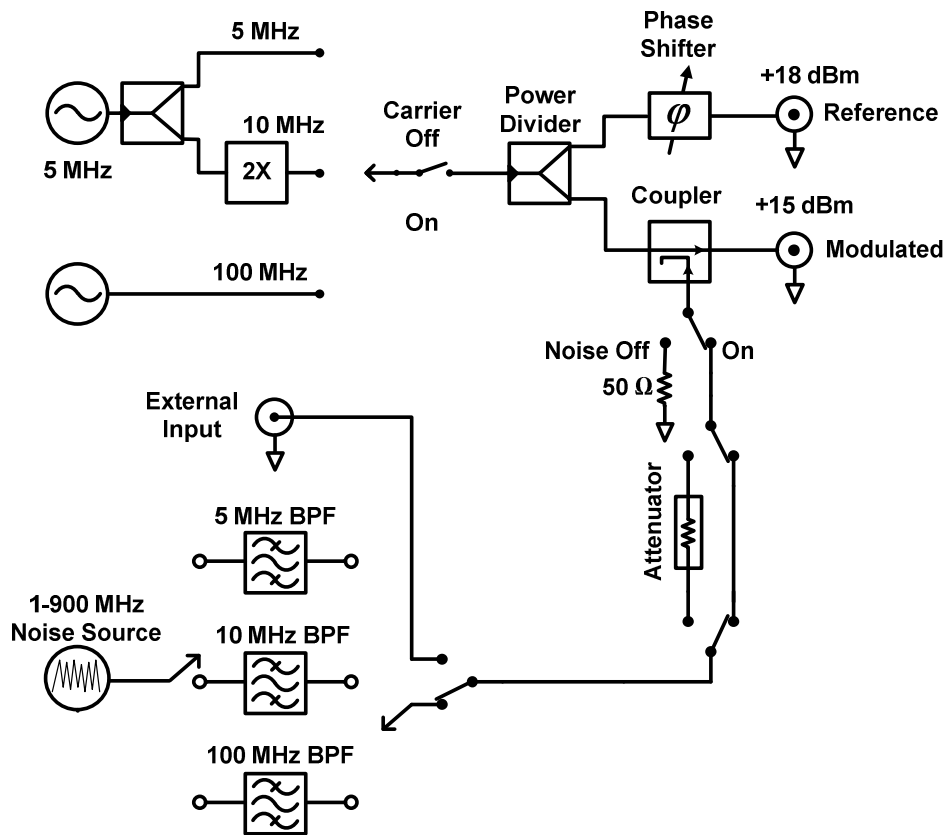 5 MHz
Phase
Shifter
+18 dBm
Reference
Power
Divider
Carrier
Off
10 MHz
2X
5 MHz
φ
On
Coupler
+15 dBm
Modulated
100 MHz
Noise Off
On
50 Ω
External
Input
Attenuator
5 MHz BPF
1-900 MHz
Noise Source
10 MHz BPF
100 MHz BPF